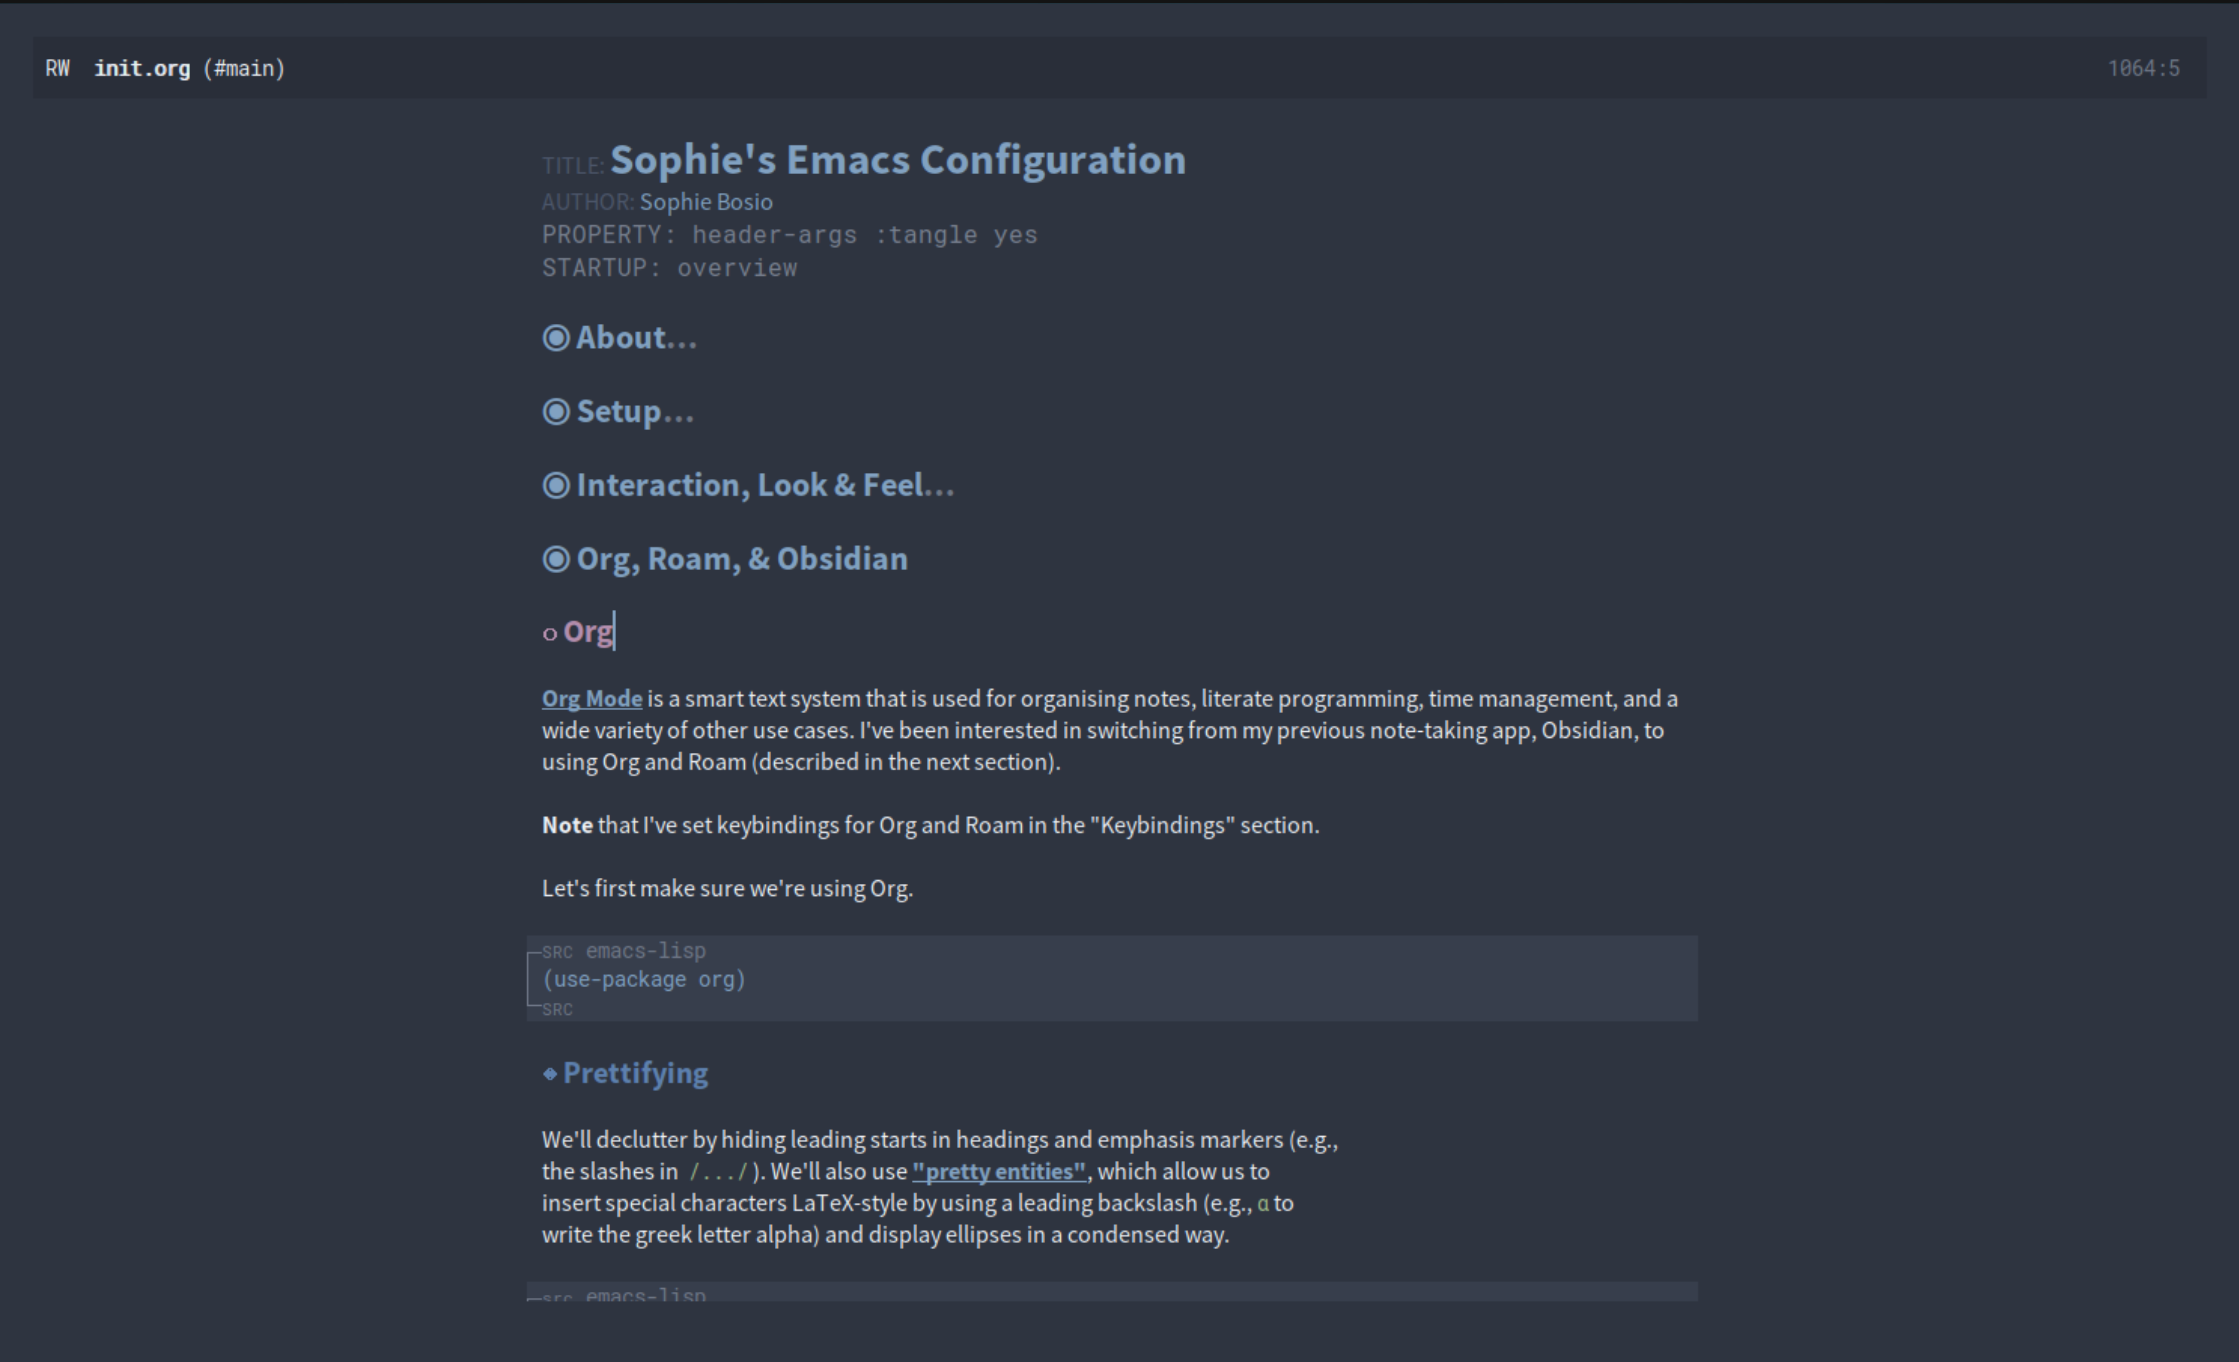 RW init.org (#main) 1064:5
TITLE: Sophie's Emacs Configuration
AUTHOR: Sophie Bosio
PROPERTY: header-args :tangle yes
STARTUP: overview
◉ About...
◉ Setup...
◉ Interaction, Look & Feel...
◉ Org, Roam, & Obsidian
○ Org
Org Mode is a smart text system that is used for organising notes, literate programming, time management, and a
wide variety of other use cases. I've been interested in switching from my previous note-taking app, Obsidian, to
using Org and Roam (described in the next section).
Note that I've set keybindings for Org and Roam in the "Keybindings" section.
Let's first make sure we're using Org.
SRC emacs-lisp
(use-package org)
SRC
◈ Prettifying
We'll declutter by hiding leading starts in headings and emphasis markers (e.g.,
the slashes in /.../). We'll also use "pretty entities", which allow us to
insert special characters LaTeX-style by using a leading backslash (e.g., α to
write the greek letter alpha) and display ellipses in a condensed way.
src emacs-lisp